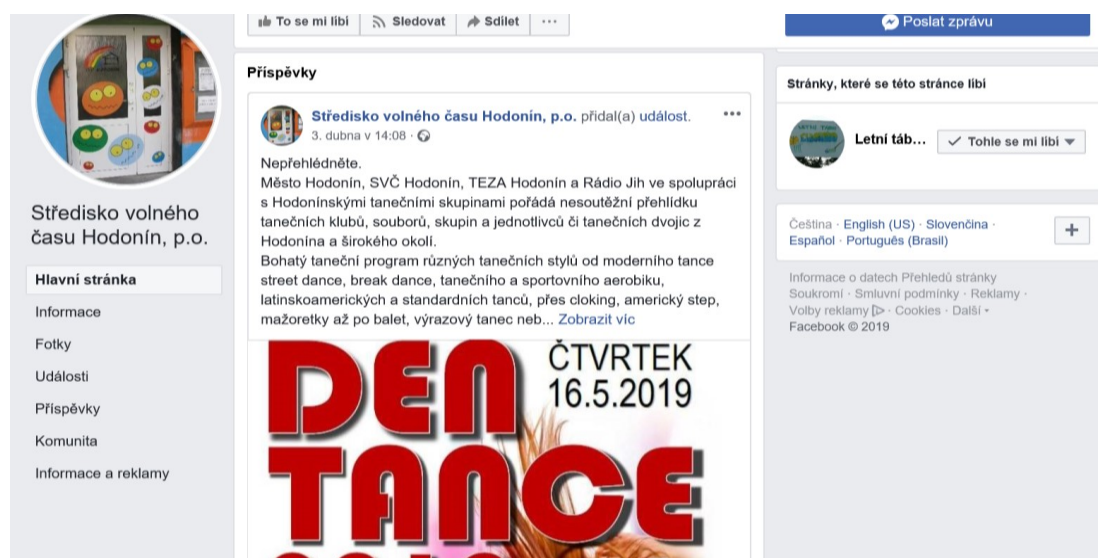 To se mi líbí
Sledovat
Sdílet
Poslat zprávu
Středisko volného
času Hodonín, p.o.
Hlavní stránka
Informace
Fotky
Události
Příspěvky
Komunita
Informace a reklamy
Příspěvky
Středisko volného času Hodonín, p.o. přidal(a) událost.
3. dubna v 14:08 ·
Nepřehlédněte.
Město Hodonín, SVČ Hodonín, TEZA Hodonín a Rádio Jih ve spolupráci
s Hodonínskými tanečními skupinami pořádá nesoutěžní přehlídku
tanečních klubů, souborů, skupin a jednotlivců či tanečních dvojic z
Hodonína a širokého okolí.
Bohatý taneční program různých tanečních stylů od moderního tance
street dance, break dance, tanečního a sportovního aerobiku,
latinskoamerických a standardních tanců, přes cloking, americký step,
mažoretky až po balet, výrazový tanec neb... Zobrazit víc
ČTVRTEK
16.5.2019
DEN
TANCE
Stránky, které se této stránce líbí
Letní táb...
Tohle se mi líbí
Čeština · English (US) · Slovenčina ·
Español · Português (Brasil)
Informace o datech Přehledů stránky
Soukromí · Smluvní podmínky · Reklamy ·
Volby reklamy · Cookies · Další
Facebook © 2019